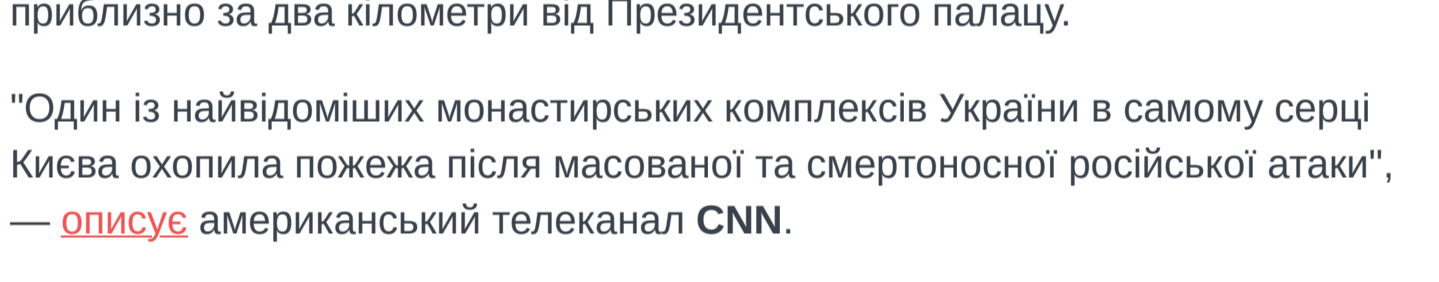 приблизно за два кілометри від Президентського палацу.
"Один із найвідоміших монастирських комплексів України в самому серці
Києва охопила пожежа після масованої та смертоносної російської атаки",
— описує американський телеканал CNN.